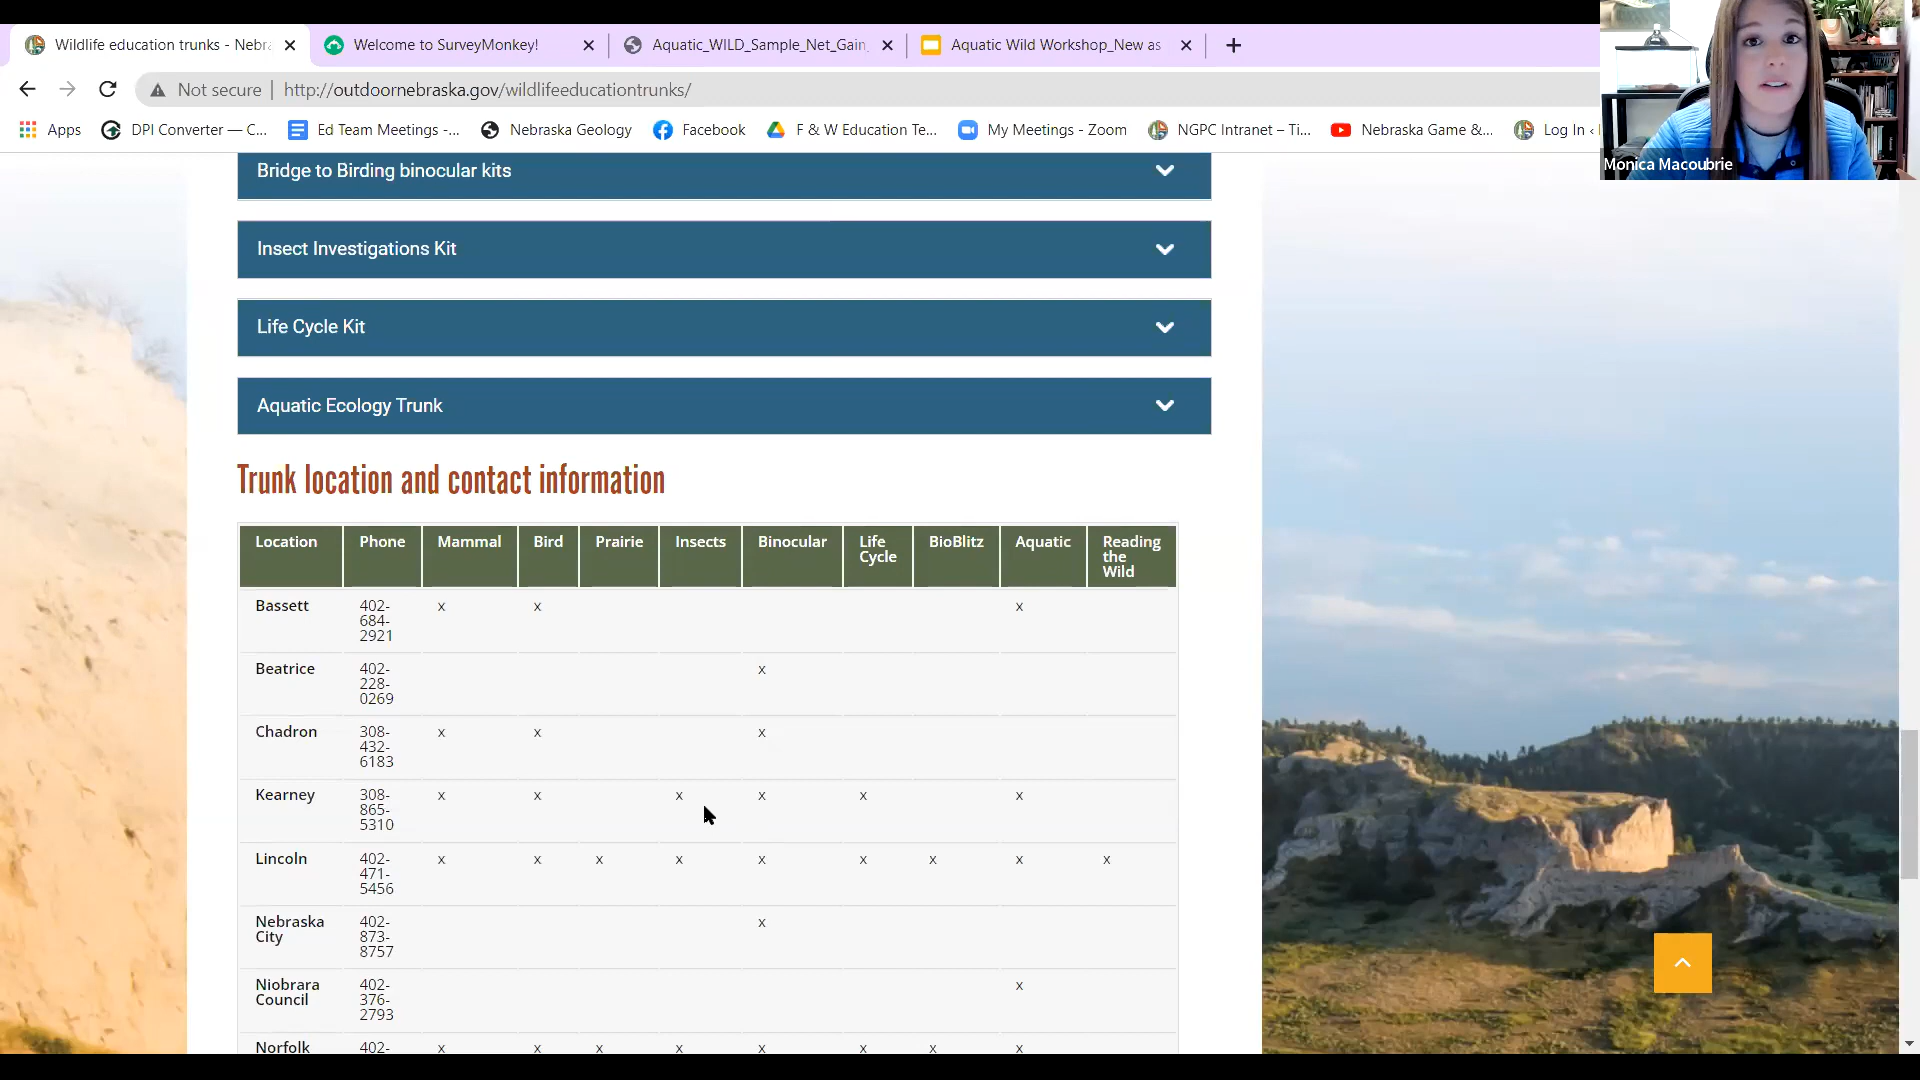 Wildlife education trunks - Nebra
Welcome to SurveyMonkey!
Aquatic_WILD_Sample_Net_Gain
Aquatic Wild Workshop_New as
Not secure
http://outdoornebraska.gov/wildlifeeducationtrunks/
Apps
DPI Converter — C...
Ed Team Meetings -...
Nebraska Geology
Facebook
F & W Education Te...
My Meetings - Zoom
NGPC Intranet – Ti...
Nebraska Game &...
Log In ‹
Monica Macoubrie
Bridge to Birding binocular kits
Insect Investigations Kit
Life Cycle Kit
Aquatic Ecology Trunk
Trunk location and contact information
Location Phone Mammal Bird Prairie Insects Binocular Life Cycle BioBlitz Aquatic Reading the Wild
Bassett 402-684-2921 x x x
Beatrice 402-228-0269 x
Chadron 308-432-6183 x x x
Kearney 308-865-5310 x x x x x x
Lincoln 402-471-5456 x x x x x x x x x
Nebraska City 402-873-8757 x
Niobrara Council 402-376-2793 x
Norfolk 402- x x x x x x x x